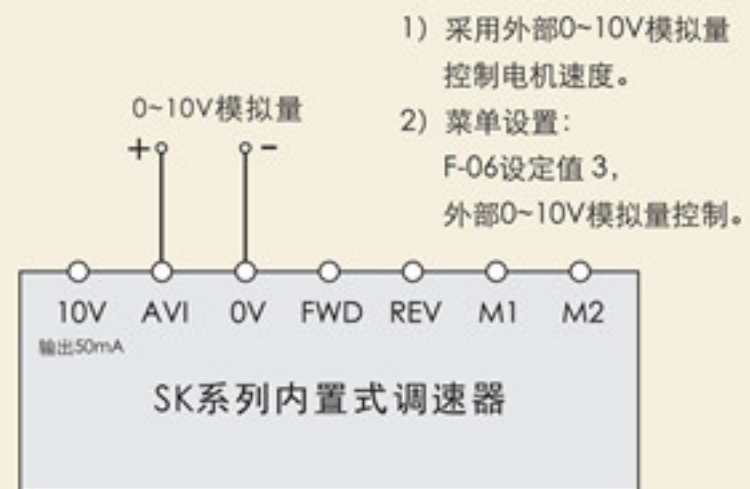 1）采用外部0~10V模拟量
控制电机速度。
2）菜单设置：
F-06设定值 3，
外部0~10V模拟量控制。
0~10V模拟量
+ -
10V AVI 0V FWD REV M1 M2
输出50mA
SK系列内置式调速器